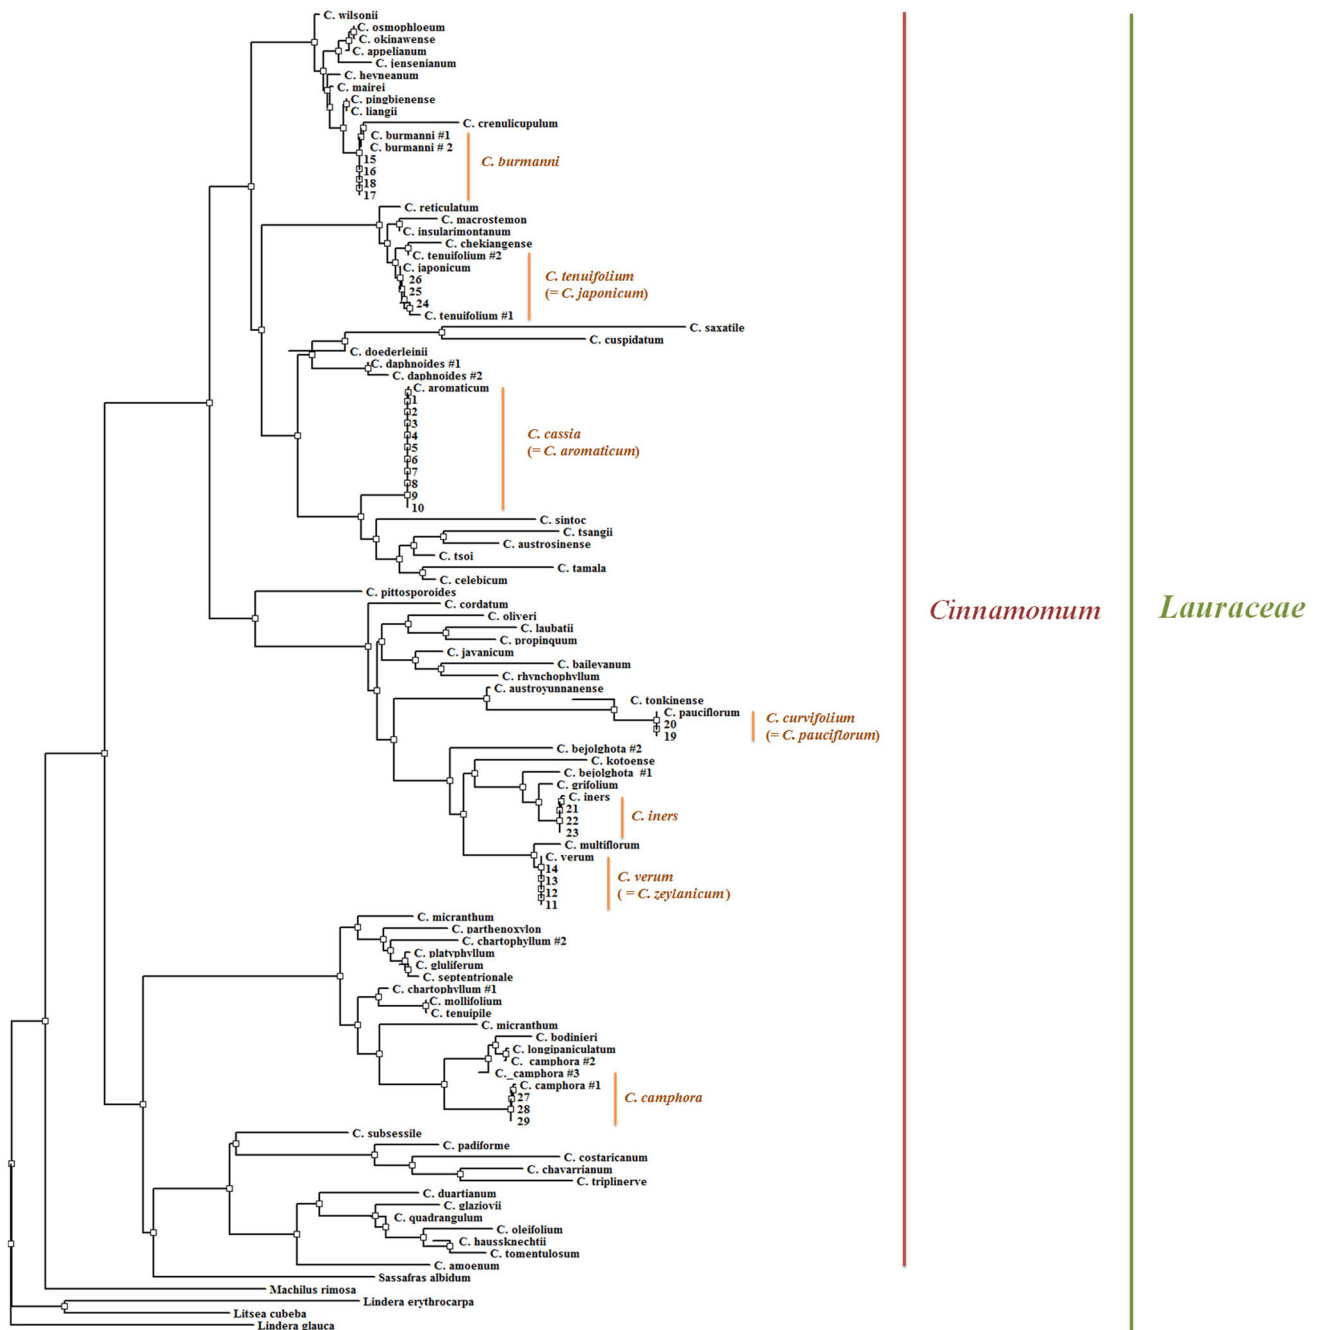 C. wilsonii
C. osmophloeum
C. okinawense
C. appelianum
C. jensenianum
C. heyneanum
C. mairei
C. pingbienense
C. liangii
C. crenulicupulum
C. burmanni #1
C. burmanni # 2
15
C. burmanni
16
18
17
C. reticulatum
C. macrostemon
C. insularimontanum
C. chekiangense
C. tenuifolium #2
C. japonicum
C. tenuifolium
26
25
(= C. japonicum)
24
C. tenuifolium #1
C. saxatile
C. cuspidatum
C. doederleinii
C. daphnoides #1
C. daphnoides #2
C. aromaticum
1
2
3
4
C. cassia
5
(= C. aromaticum)
6
7
8
9
10
C. sintoc
C. tsangii
C. austrosinense
C. tsoi
C. tamala
C. celebicum
C. pittosporoides
C. cordatum
Cinnamomum
Lauraceae
C. oliveri
C. laubatii
C. propinquum
C. javanicum
C. baileyanum
C. rhynchophyllum
C. austroyunnanense
C. tonkinense
C. pauciflorum
C. curvifolium
20
19
(= C. pauciflorum)
C. bejolghota #2
C. kotoense
C. bejolghota #1
C. grifolium
C. iners
21
C. iners
22
23
C. multiflorum
C. verum
14
C. verum
13
12
( = C. zeylanicum)
11
C. micranthum
C. parthenoxylon
C. chartophyllum #2
C. platyphyllum
C. gluliferum
C. septentrionale
C. chartophyllum #1
C. mollifolium
C. tenuipile
C. micranthum
C. bodinieri
C. longipaniculatum
C. camphora #2
C._camphora #3
C. camphora #1
27
C. camphora
28
29
C. subsessile
C. padiforme
C. costaricanum
C. chavarrianum
C. triplinerve
C. duartianum
C. glaziovii
C. quadrangulum
C. oleifolium
C. haussknechtii
C. tomentulosum
C. amoenum
Sassafras albidum
Machilus rimosa
Lindera erythrocarpa
Litsea cubeba
Lindera glauca